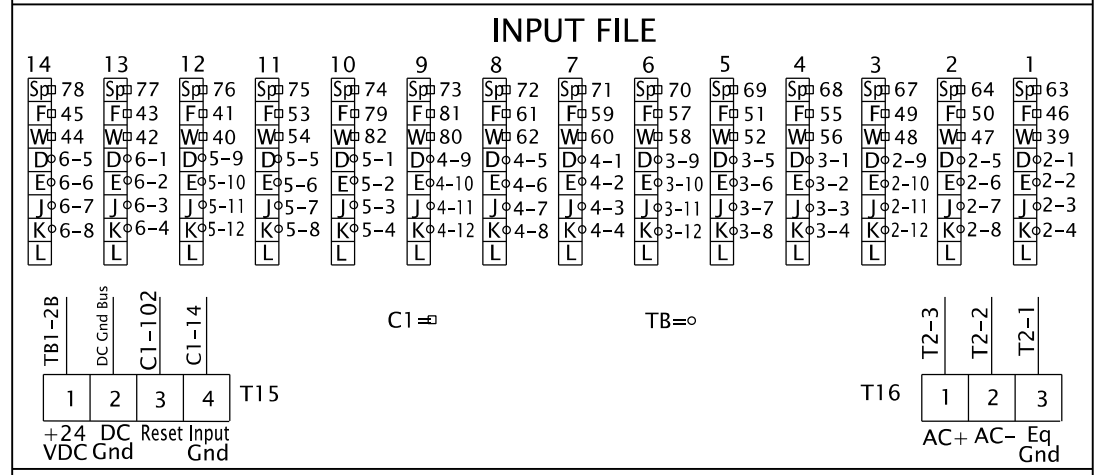 INPUT FILE
14 13 12 11 10 9 8 7 6 5 4 3 2 1
Sp 78 Sp 77 Sp 76 Sp 75 Sp 74 Sp 73 Sp 72 Sp 71 Sp 70 Sp 69 Sp 68 Sp 67 Sp 64 Sp 63
F 45 F 43 F 41 F 53 F 79 F 81 F 61 F 59 F 57 F 51 F 55 F 49 F 50 F 46
W 44 W 42 W 40 W 54 W 82 W 80 W 62 W 60 W 58 W 52 W 56 W 48 W 47 W 39
D 6-5 D 6-1 D 5-9 D 5-5 D 5-1 D 4-9 D 4-5 D 4-1 D 3-9 D 3-5 D 3-1 D 2-9 D 2-5 D 2-1
E 6-6 E 6-2 E 5-10 E 5-6 E 5-2 E 4-10 E 4-6 E 4-2 E 3-10 E 3-6 E 3-2 E 2-10 E 2-6 E 2-2
J 6-7 J 6-3 J 5-11 J 5-7 J 5-3 J 4-11 J 4-7 J 4-3 J 3-11 J 3-7 J 3-3 J 2-11 J 2-7 J 2-3
K 6-8 K 6-4 K 5-12 K 5-8 K 5-4 K 4-12 K 4-8 K 4-4 K 3-12 K 3-8 K 3-4 K 2-12 K 2-8 K 2-4
L L L L L L L L L L L L L L
TB1-2B DC Gnd Bus C1-102 C1-14
C1= TB=
T2-3 T2-2 T2-1
1 2 3 4 T15
+24 VDC DC Gnd Reset Input Gnd
T16 1 2 3
AC+ AC- Eq Gnd